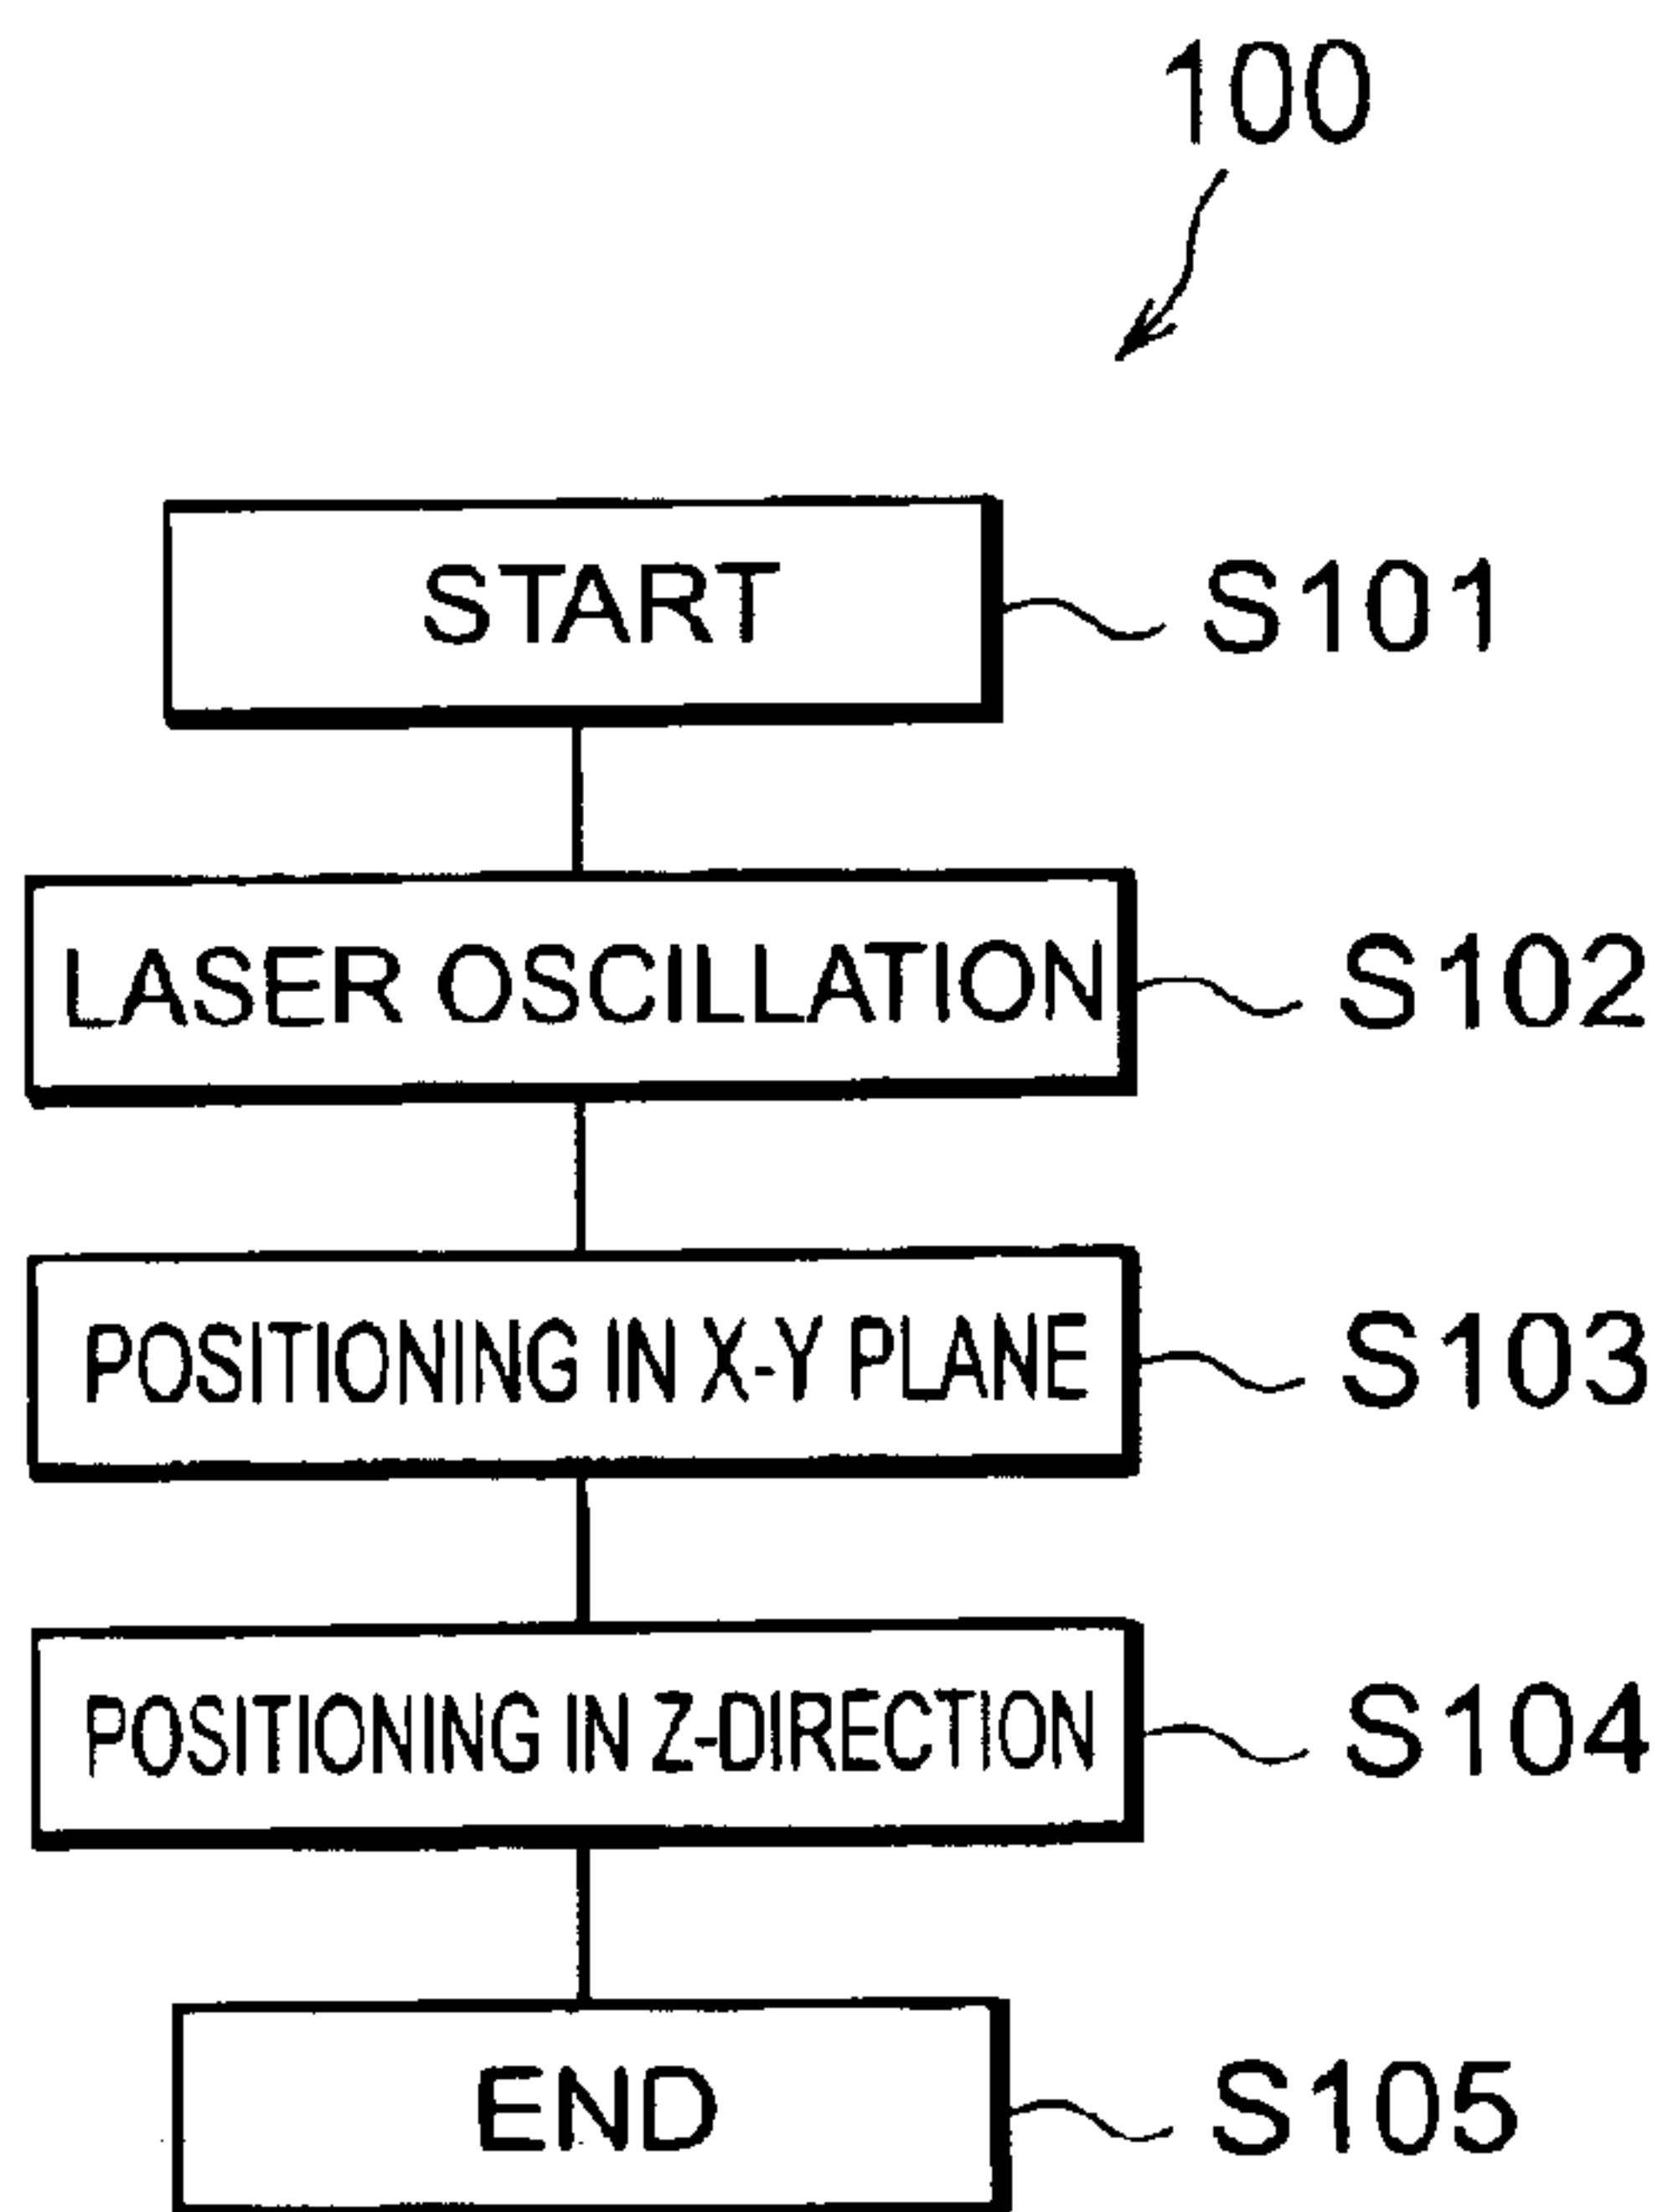 100
START S101
LASER OSCILLATION S102
POSITIONING IN X-Y PLANE S103
POSITIONING IN Z-DIRECTION S104
END S105